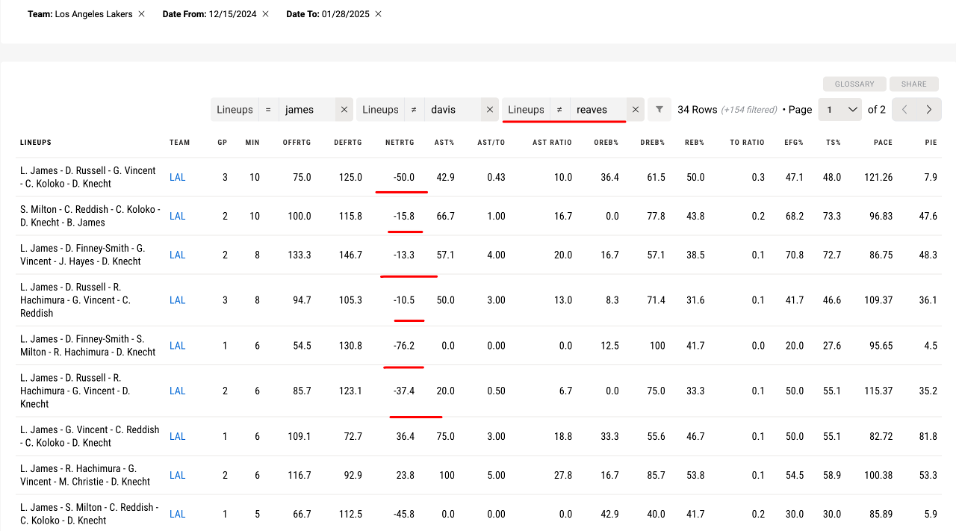 Team: Los Angeles Lakers × Date From: 12/15/2024 × Date To: 01/28/2025 ×
GLOSSARY SHARE
Lineups = james × Lineups ≠ davis × Lineups ≠ reaves × 34 Rows (+154 filtered) • Page 1 of 2
LINEUPS TEAM GP MIN OFFRTG DEFRTG NETRTG AST% AST/TO AST RATIO OREB% DREB% REB% TO RATIO EFG% TS% PACE PIE
L. James - D. Russell - G. Vincent
- C. Koloko - D. Knecht LAL 3 10 75.0 125.0 -50.0 42.9 0.43 10.0 36.4 61.5 50.0 0.3 47.1 48.0 121.26 7.9
S. Milton - C. Reddish - C. Koloko -
D. Knecht - B. James LAL 2 10 100.0 115.8 -15.8 66.7 1.00 16.7 0.0 77.8 43.8 0.2 68.2 73.3 96.83 47.6
L. James - D. Finney-Smith - G.
Vincent - J. Hayes - D. Knecht LAL 2 8 133.3 146.7 -13.3 57.1 4.00 20.0 16.7 57.1 38.5 0.1 70.8 72.7 86.75 48.3
L. James - D. Russell - R.
Hachimura - G. Vincent - C. LAL 3 8 94.7 105.3 -10.5 50.0 3.00 13.0 8.3 71.4 31.6 0.1 41.7 46.6 109.37 36.1
Reddish
L. James - D. Finney-Smith - S.
Milton - R. Hachimura - D. Knecht LAL 1 6 54.5 130.8 -76.2 0.0 0.00 0.0 12.5 100 41.7 0.0 20.0 27.6 95.65 4.5
L. James - D. Russell - R.
Hachimura - G. Vincent - D. LAL 2 6 85.7 123.1 -37.4 20.0 0.50 6.7 0.0 75.0 33.3 0.1 50.0 55.1 115.37 35.2
Knecht
L. James - G. Vincent - C. Reddish
- C. Koloko - D. Knecht LAL 1 6 109.1 72.7 36.4 75.0 3.00 18.8 33.3 55.6 46.7 0.1 50.0 55.1 82.72 81.8
L. James - R. Hachimura - G.
Vincent - M. Christie - D. Knecht LAL 2 6 116.7 92.9 23.8 100 5.00 27.8 16.7 85.7 53.8 0.1 54.5 58.9 100.38 53.3
L. James - S. Milton - C. Reddish -
C. Koloko - D. Knecht LAL 1 5 66.7 112.5 -45.8 0.0 0.00 0.0 42.9 40.0 41.7 0.2 30.0 30.0 85.89 5.9